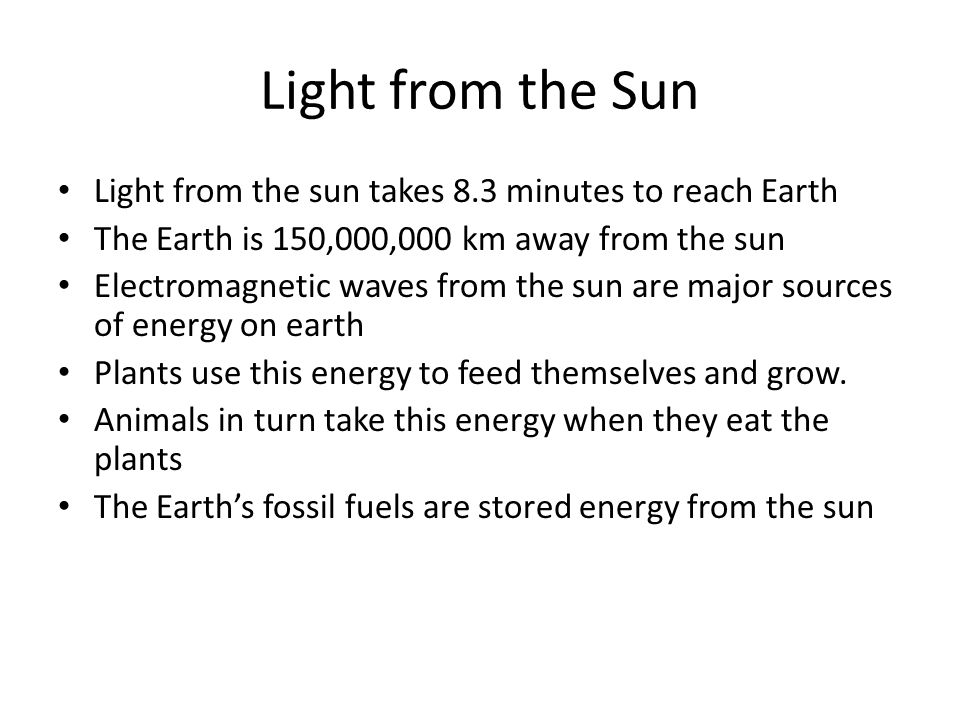 Light from the Sun
• Light from the sun takes 8.3 minutes to reach Earth
• The Earth is 150,000,000 km away from the sun
• Electromagnetic waves from the sun are major sources
of energy on earth
• Plants use this energy to feed themselves and grow.
• Animals in turn take this energy when they eat the
plants
• The Earth’s fossil fuels are stored energy from the sun